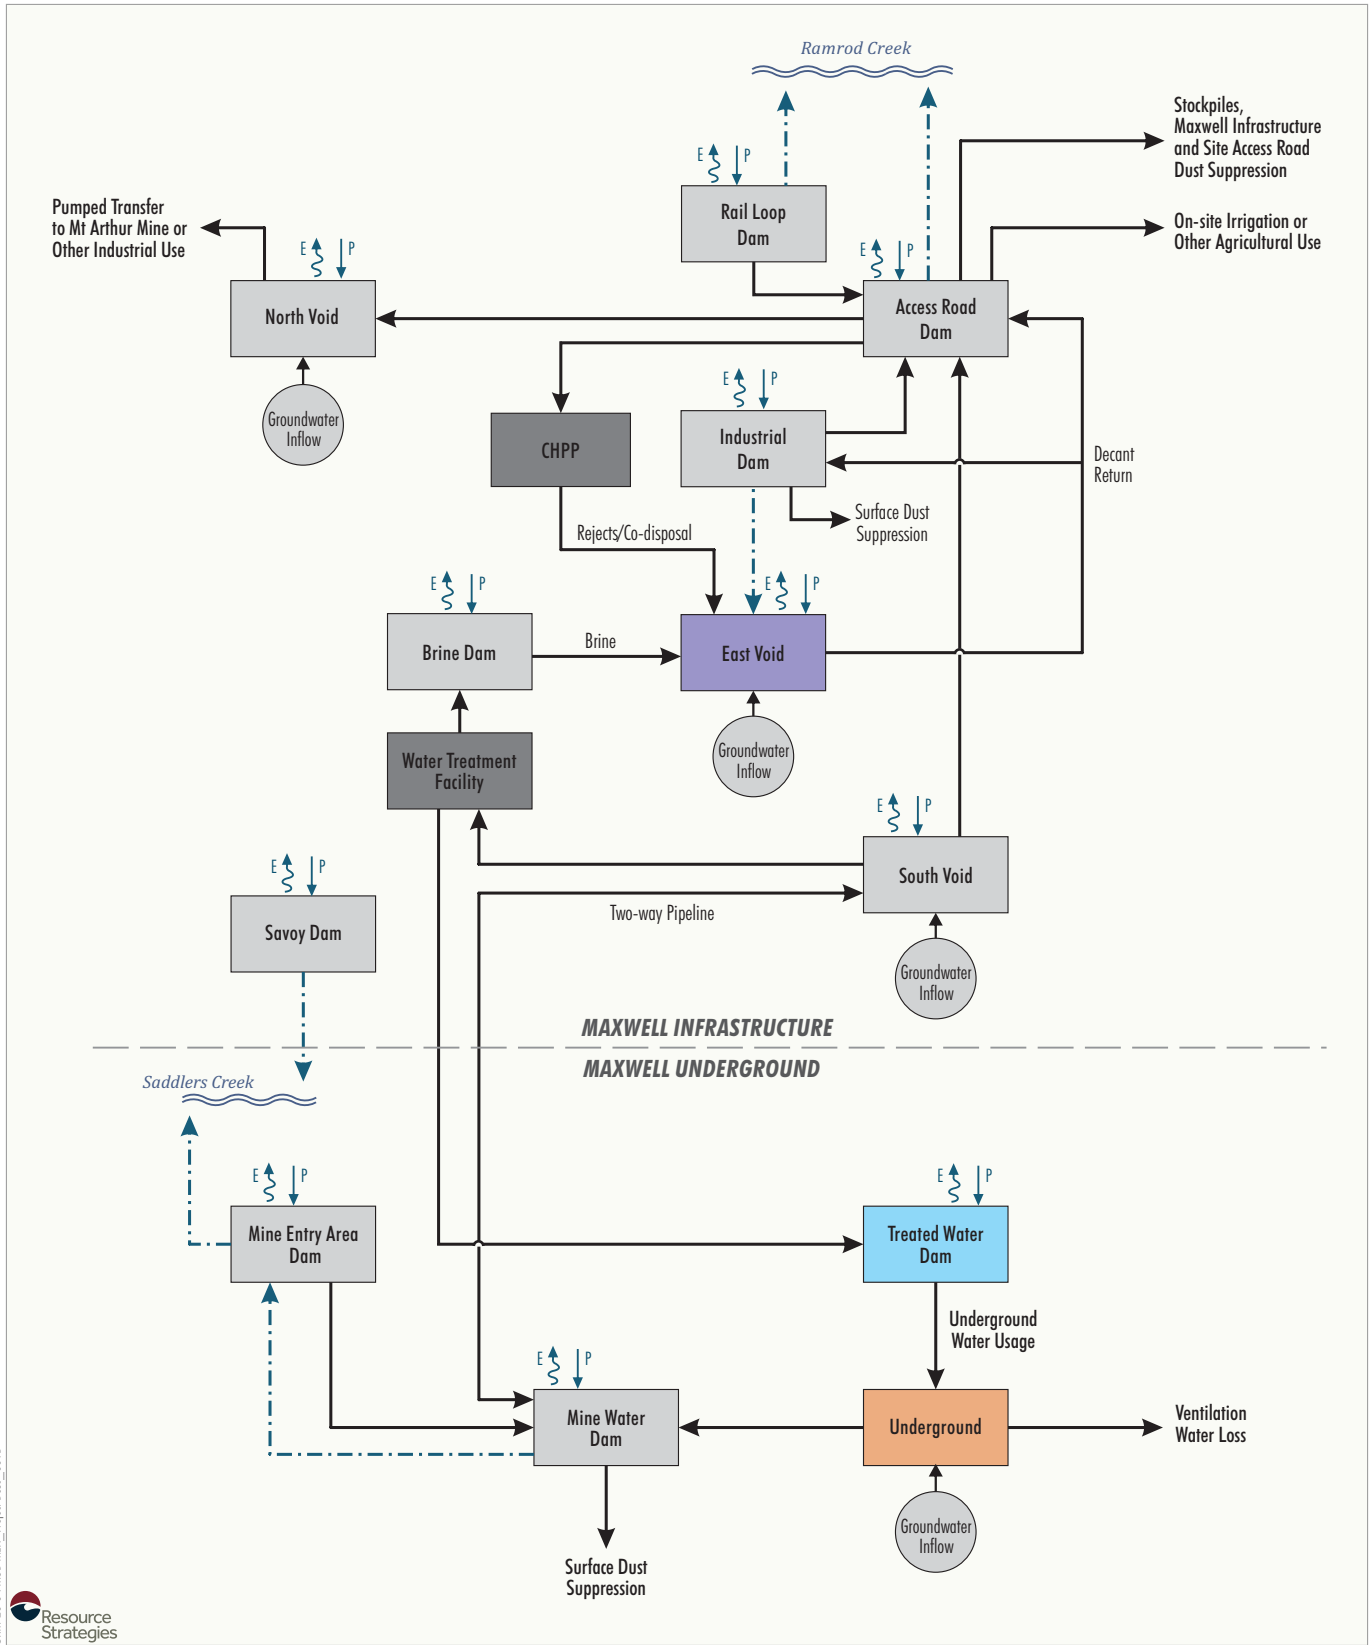 Ramrod Creek
Stockpiles,
Maxwell Infrastructure
and Site Access Road
Dust Suppression
E
P
Rail Loop
Dam
Pumped Transfer
to Mt Arthur Mine or
Other Industrial Use
On-site Irrigation or
Other Agricultural Use
E
P
E
P
North Void
Access Road
Dam
E
P
Groundwater
Inflow
CHPP
Industrial
Dam
Decant
Return
Surface Dust
Suppression
Rejects/Co-disposal
E
P
E
P
Brine Dam
Brine
East Void
Groundwater
Inflow
Water Treatment
Facility
E
P
South Void
E
P
Savoy Dam
Two-way Pipeline
Groundwater
Inflow
MAXWELL INFRASTRUCTURE
MAXWELL UNDERGROUND
Saddlers Creek
E
P
E
P
Mine Entry Area
Dam
Treated Water
Dam
Underground
Water Usage
E
P
Mine Water
Dam
Underground
Ventilation
Water Loss
Groundwater
Inflow
Surface Dust
Suppression
Resource
Strategies